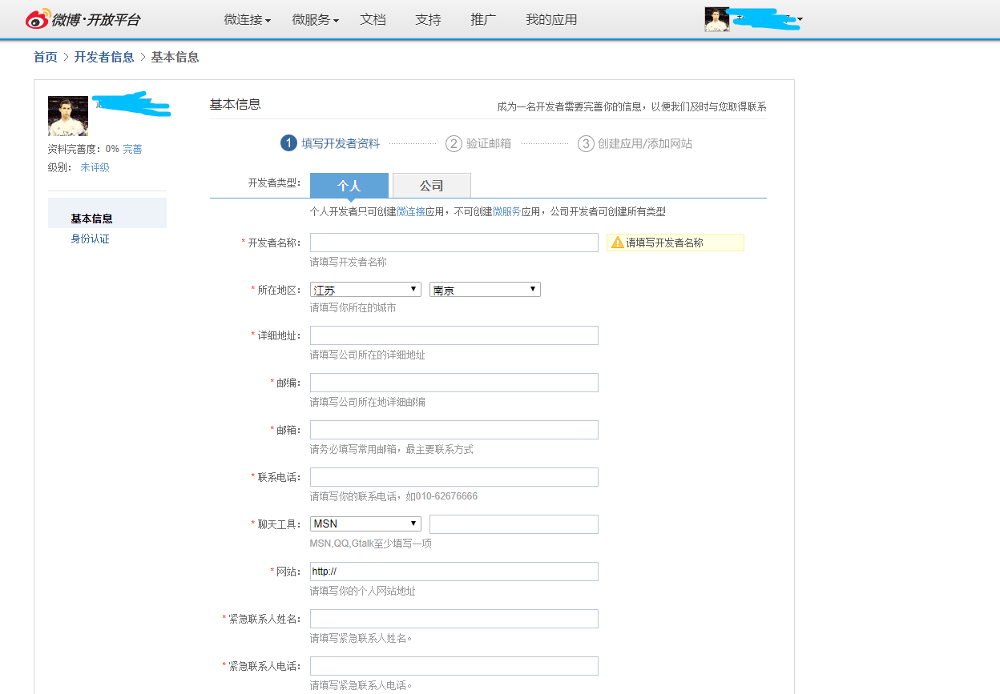 微博·开放平台 微连接 微服务 文档 支持 推广 我的应用
首页 > 开发者信息 > 基本信息
基本信息 成为一名开发者需要完善你的信息，以便我们及时与您取得联系
资料完善度：0% 完善
级别： 未评级
基本信息
身份认证
1 填写开发者资料 2 验证邮箱 3 创建应用/添加网站
开发者类型： 个人 公司
个人开发者只可创建微连接应用，不可创建微服务应用，公司开发者可创建所有类型
* 开发者名称： 请填写开发者名称
请填写开发者名称
* 所在地区： 江苏 南京
请填写你所在的城市
* 详细地址：
请填写公司所在的详细地址
* 邮编：
请填写公司所在地详细邮编
* 邮箱：
请务必填写常用邮箱，最主要联系方式
* 联系电话：
请填写你的联系电话，如010-62676666
* 聊天工具： MSN
MSN,QQ,Gtalk至少填写一项
* 网站： http://
请填写你的个人网站地址
* 紧急联系人姓名：
请填写紧急联系人姓名。
* 紧急联系人电话：
请填写紧急联系人电话。